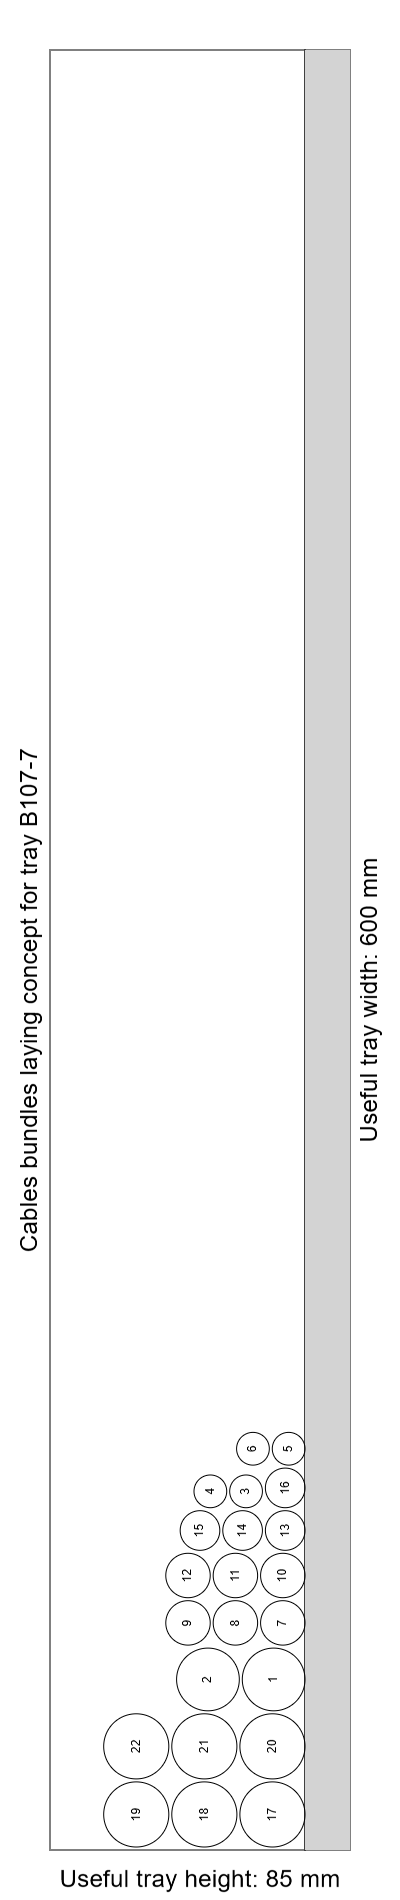 Cables bundles laying concept for tray B107-7
6 5
4 3 16
15 14 13
12 11 10
9 8 7
2 1
22 21 20
19 18 17
Useful tray width: 600 mm
Useful tray height: 85 mm